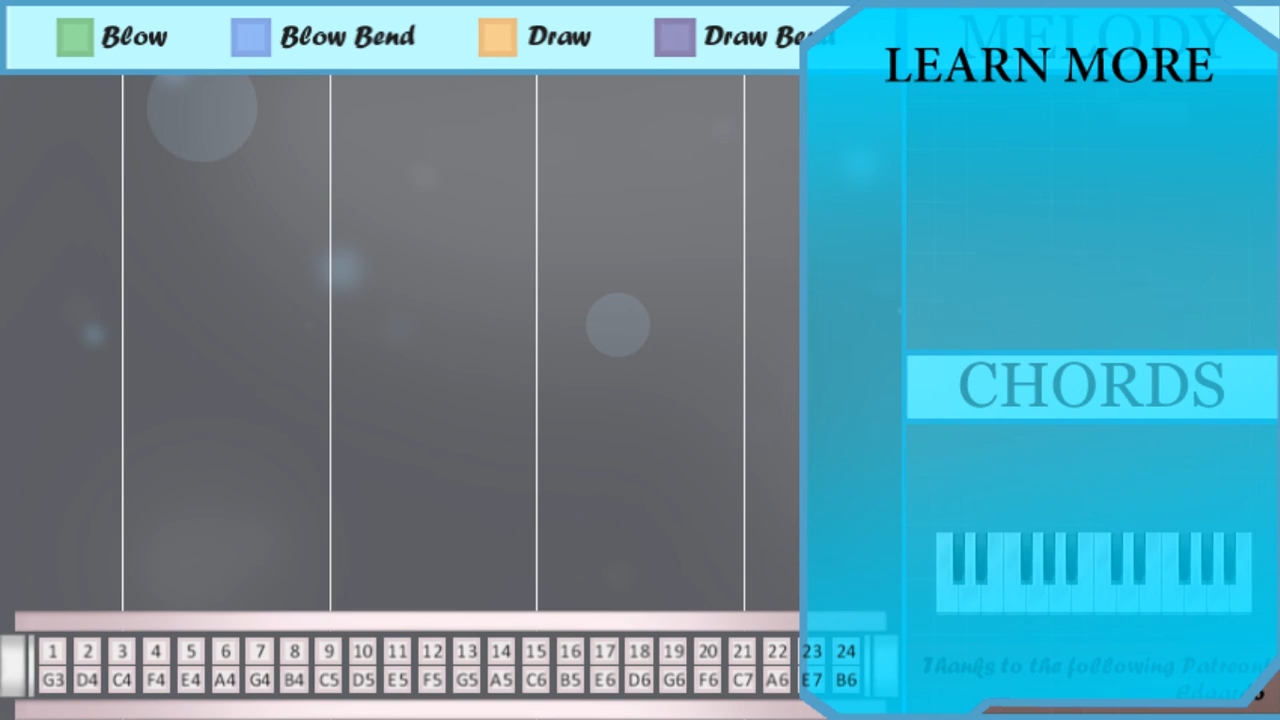 Blow Blow Bend Draw Draw Bend
MELODY
LEARN MORE
CHORDS
1 2 3 4 5 6 7 8 9 10 11 12 13 14 15 16 17 18 19 20 21 22 23 24
G3 D4 C4 F4 E4 A4 G4 B4 C5 D5 E5 F5 G5 A5 C6 B5 E6 D6 G6 F6 C7 A6 E7 B6
Thanks to the following Patreon